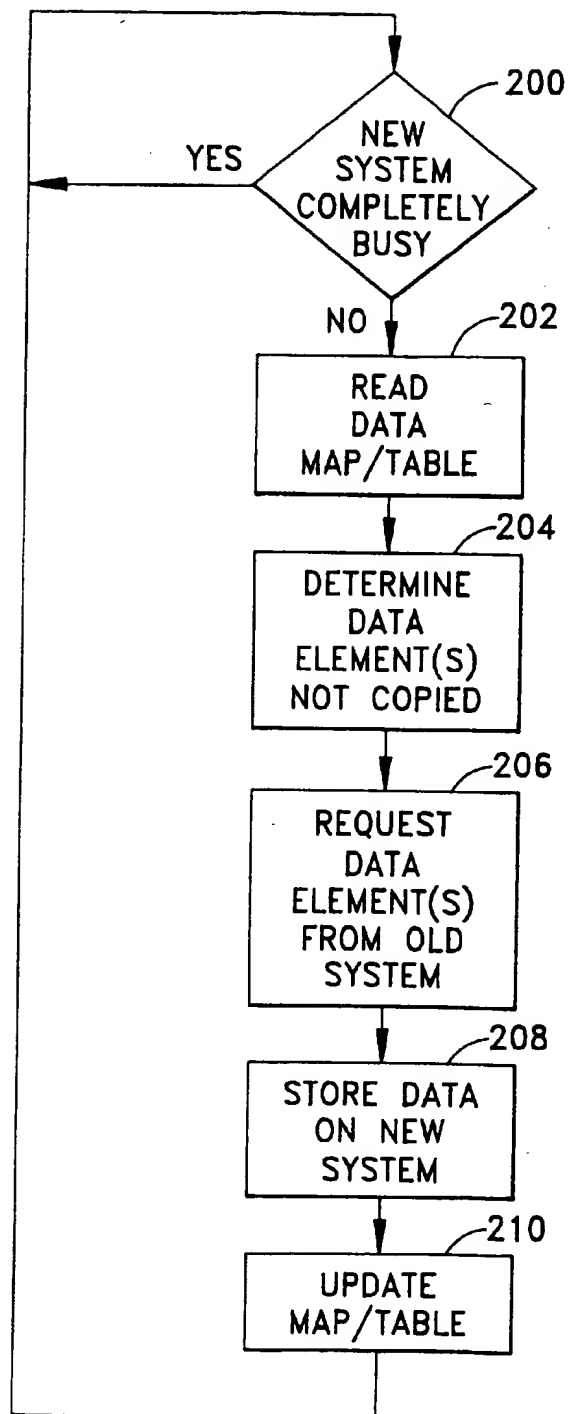 200
NEW
SYSTEM
COMPLETELY
BUSY
YES
NO
202
READ
DATA
MAP/TABLE
204
DETERMINE
DATA
ELEMENT(S)
NOT COPIED
206
REQUEST
DATA
ELEMENT(S)
FROM OLD
SYSTEM
208
STORE DATA
ON NEW
SYSTEM
210
UPDATE
MAP/TABLE